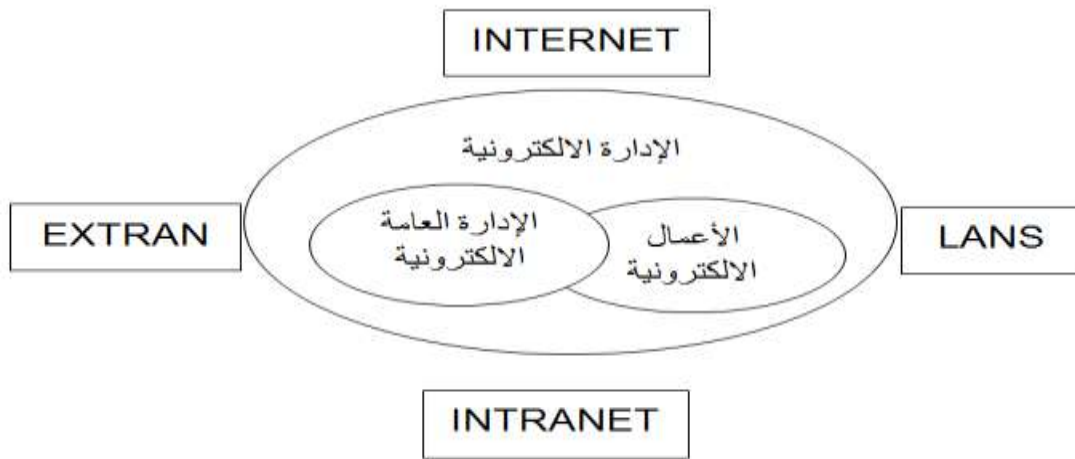 INTERNET
الإدارة الالكترونية
EXTRAN
الإدارة العامة
الالكترونية
الأعمال
الالكترونية
LANS
INTRANET